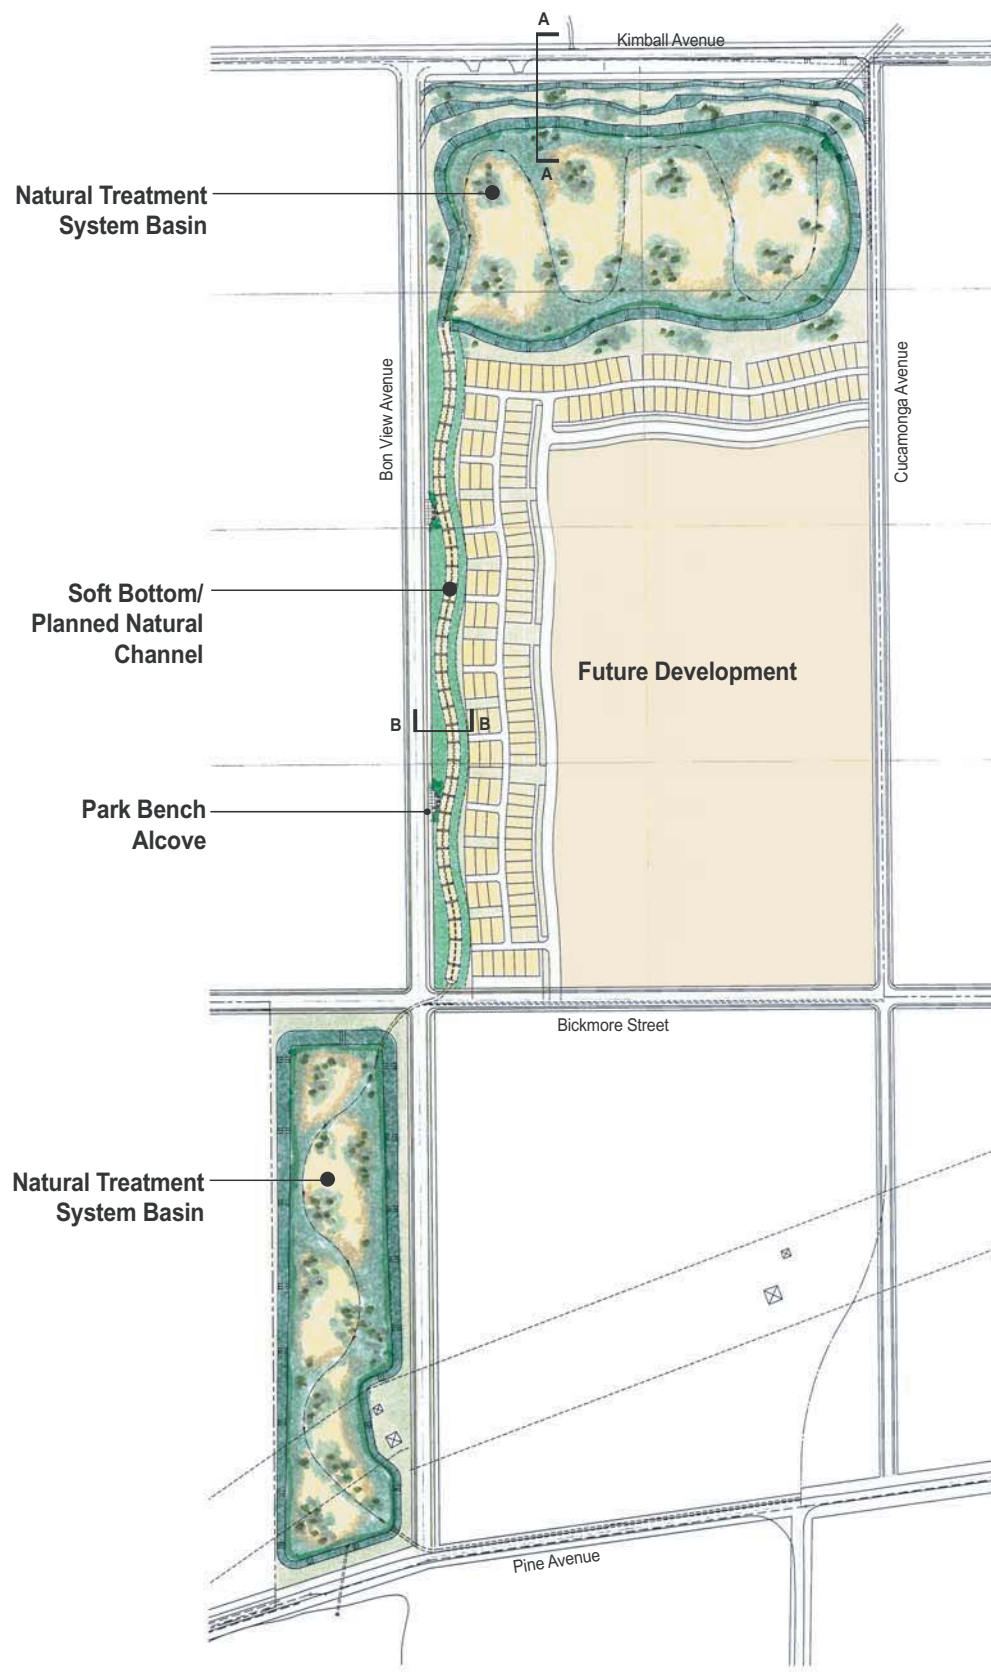 A
Kimball Avenue
A
Natural Treatment
System Basin
Bon View Avenue
Cucamonga Avenue
Soft Bottom/
Planned Natural
Channel
Future Development
B
B
Park Bench
Alcove
Bickmore Street
Natural Treatment
System Basin
Pine Avenue